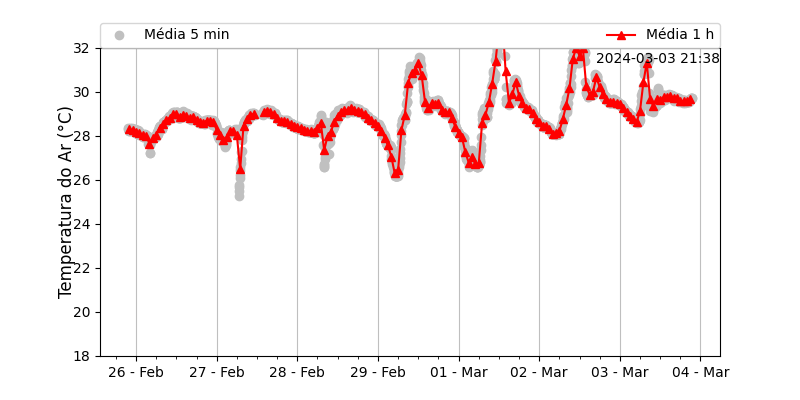 Média 5 min
Média 1 h
2024-03-03 21:38
Temperatura do Ar (°C)
32
30
28
26
24
22
20
18
26 - Feb
27 - Feb
28 - Feb
29 - Feb
01 - Mar
02 - Mar
03 - Mar
04 - Mar